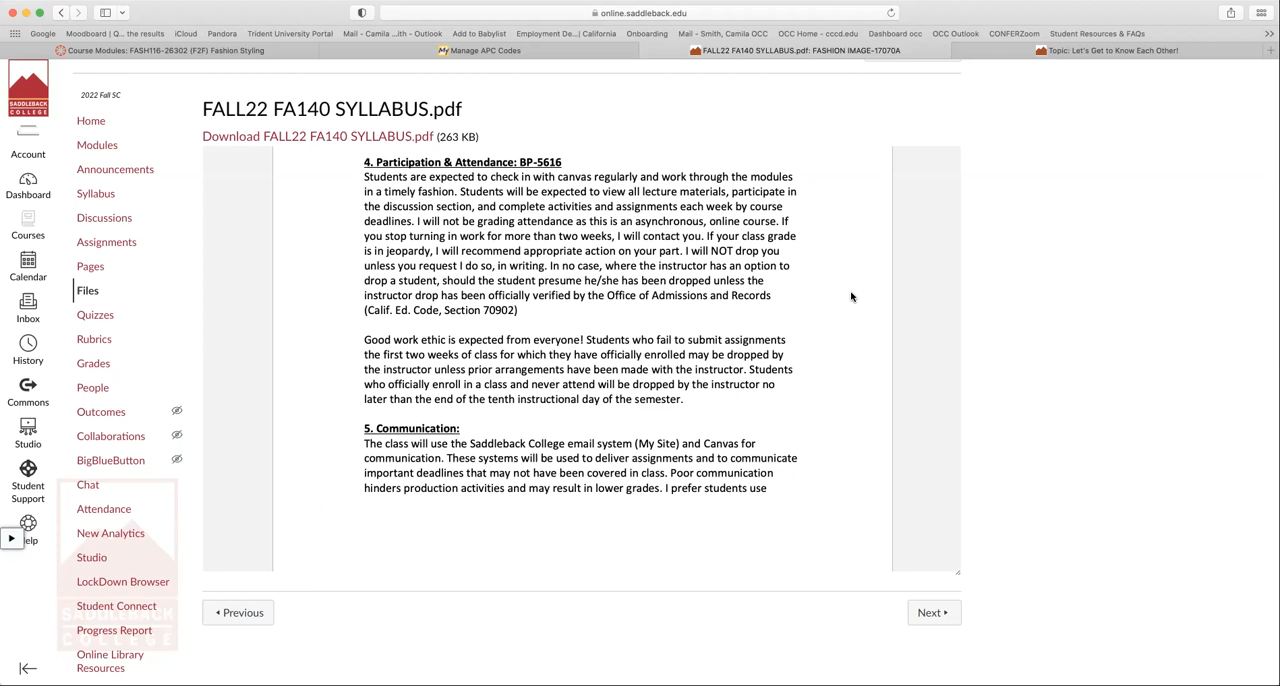 online.saddleback.edu
Google Moodboard | Q... the results iCloud Pandora Trident University Portal Mail - Camila ...ith - Outlook Add to Babylist Employment De...| California Onboarding Mail - Smith, Camila OCC OCC Home - cccd.edu Dashboard occ OCC Outlook CONFERZoom Student Resources & FAQs
Course Modules: FASH116-26302 (F2F) Fashion Styling My Manage APC Codes FALL22 FA140 SYLLABUS.pdf: FASHION IMAGE-17070A Topic: Let's Get to Know Each Other!
SADDLEBACK
COLLEGE
Account
Dashboard
Courses
Calendar
Inbox
History
Commons
Studio
Student
Support
elp
2022 Fall SC
Home
Modules
Announcements
Syllabus
Discussions
Assignments
Pages
Files
Quizzes
Rubrics
Grades
People
Outcomes
Collaborations
BigBlueButton
Chat
Attendance
New Analytics
Studio
LockDown Browser
Student Connect
Progress Report
Online Library
Resources
SADDLEBACK
COLLEGE
FALL22 FA140 SYLLABUS.pdf
Download FALL22 FA140 SYLLABUS.pdf (263 KB)
4. Participation & Attendance: BP-5616
Students are expected to check in with canvas regularly and work through the modules
in a timely fashion. Students will be expected to view all lecture materials, participate in
the discussion section, and complete activities and assignments each week by course
deadlines. I will not be grading attendance as this is an asynchronous, online course. If
you stop turning in work for more than two weeks, I will contact you. If your class grade
is in jeopardy, I will recommend appropriate action on your part. I will NOT drop you
unless you request I do so, in writing. In no case, where the instructor has an option to
drop a student, should the student presume he/she has been dropped unless the
instructor drop has been officially verified by the Office of Admissions and Records
(Calif. Ed. Code, Section 70902)
Good work ethic is expected from everyone! Students who fail to submit assignments
the first two weeks of class for which they have officially enrolled may be dropped by
the instructor unless prior arrangements have been made with the instructor. Students
who officially enroll in a class and never attend will be dropped by the instructor no
later than the end of the tenth instructional day of the semester.
5. Communication:
The class will use the Saddleback College email system (My Site) and Canvas for
communication. These systems will be used to deliver assignments and to communicate
important deadlines that may not have been covered in class. Poor communication
hinders production activities and may result in lower grades. I prefer students use
Previous
Next